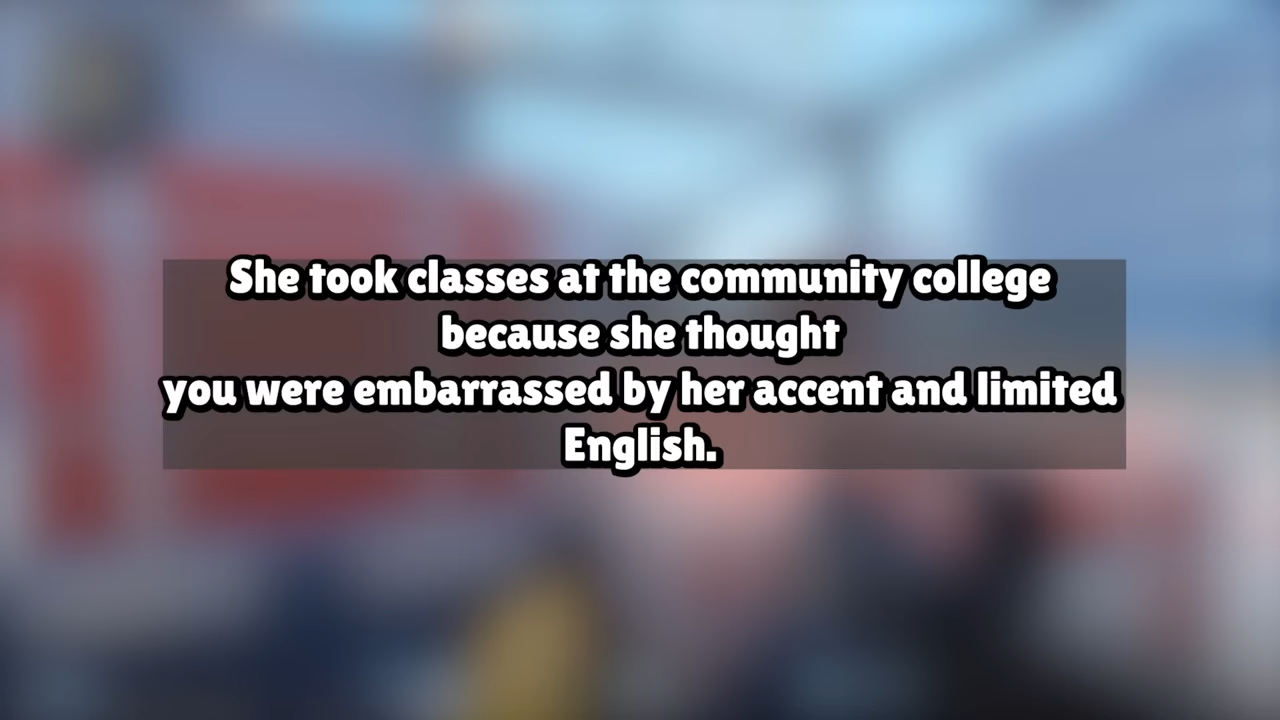 She took classes at the community college
because she thought
you were embarrassed by her accent and limited
English.